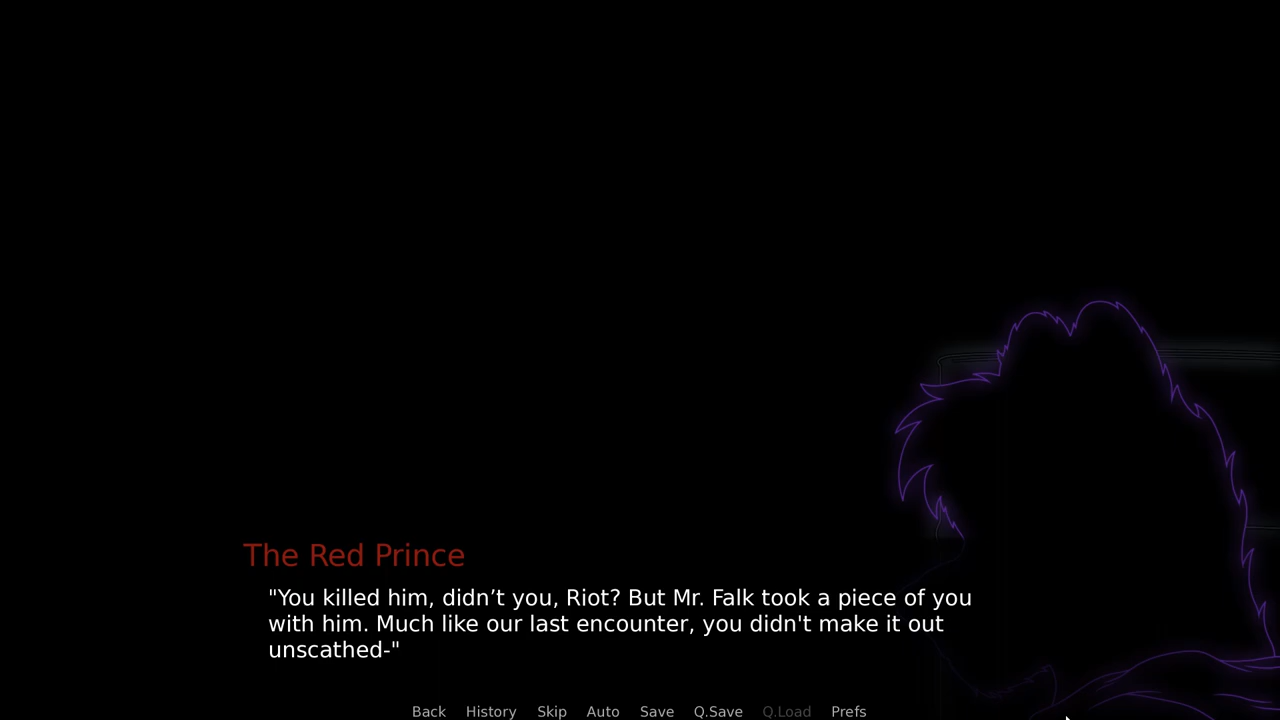 The Red Prince
"You killed him, didn’t you, Riot? But Mr. Falk took a piece of you
with him. Much like our last encounter, you didn't make it out
unscathed-"
Back History Skip Auto Save Q.Save Q.Load Prefs